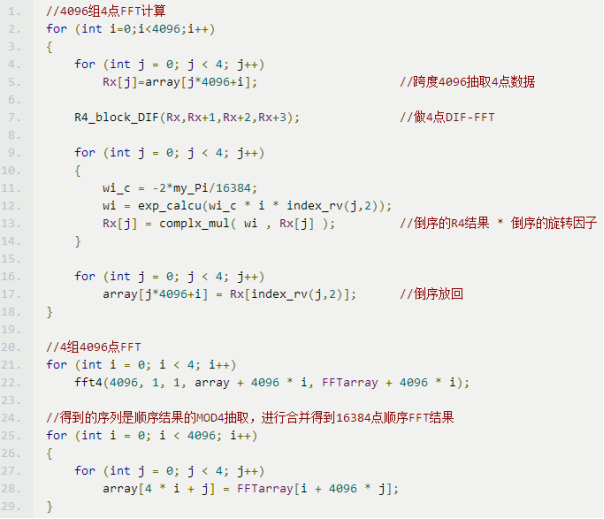 1. //4096组4点FFT计算
2. for (int i=0;i<4096;i++)
3. {
4.     for (int j = 0; j < 4; j++)
5.         Rx[j]=array[j*4096+i];                    //跨度4096抽取4点数据
6.
7.     R4_block_DIF(Rx,Rx+1,Rx+2,Rx+3);              //做4点DIF-FFT
8.
9.     for (int j = 0; j < 4; j++)
10.     {
11.         wi_c = -2*my_Pi/16384;
12.         wi = exp_calcu(wi_c * i * index_rv(j,2));
13.         Rx[j] = complx_mul( wi , Rx[j] );         //倒序的R4结果 * 倒序的旋转因子
14.     }
15.
16.     for (int j = 0; j < 4; j++)
17.         array[j*4096+i] = Rx[index_rv(j,2)];      //倒序放回
18. }
19.
20. //4组4096点FFT
21. for (int i = 0; i < 4; i++)
22.     fft4(4096, 1, 1, array + 4096 * i, FFTarray + 4096 * i);
23.
24. //得到的序列是顺序结果的MOD4抽取，进行合并得到16384点顺序FFT结果
25. for (int i = 0; i < 4096; i++)
26. {
27.     for (int j = 0; j < 4; j++)
28.         array[4 * i + j] = FFTarray[i + 4096 * j];
29. }